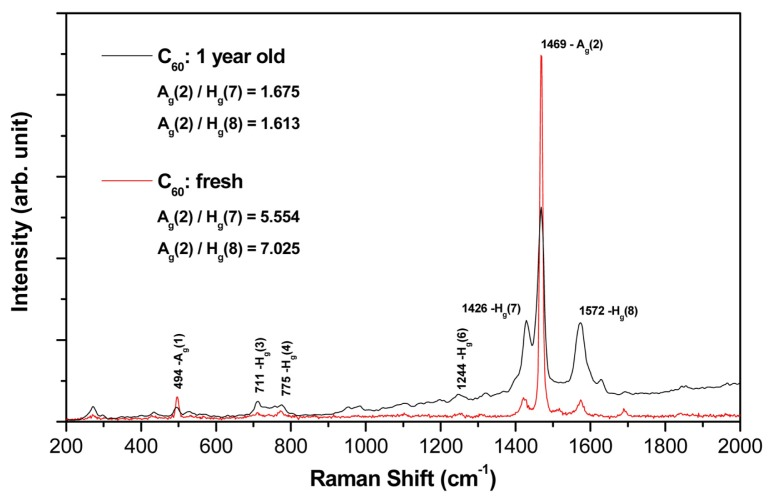 1469 - Ag(2)
C60: 1 year old
Ag(2) / Hg(7) = 1.675
Ag(2) / Hg(8) = 1.613
C60: fresh
Ag(2) / Hg(7) = 5.554
Ag(2) / Hg(8) = 7.025
Intensity (arb. unit)
494 -Ag(1)
711 -Hg(3)
775 -Hg(4)
1244 -Hg(6)
1426 -Hg(7)
1572 -Hg(8)
200 400 600 800 1000 1200 1400 1600 1800 2000
Raman Shift (cm-1)